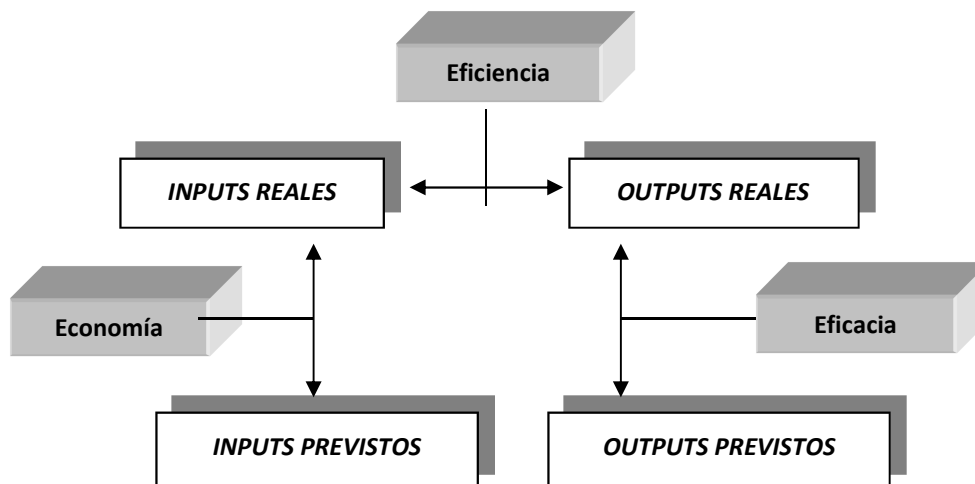 Eficiencia
INPUTS REALES
OUTPUTS REALES
Economía
Eficacia
INPUTS PREVISTOS
OUTPUTS PREVISTOS